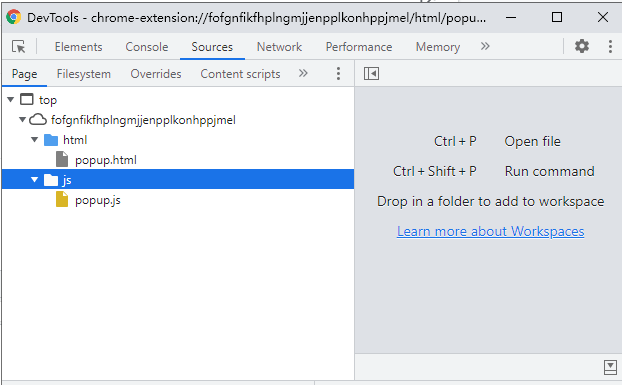 DevTools - chrome-extension://fofgnfikfhplngmjjenpplkonhppjmel/html/popu...
Elements Console Sources Network Performance Memory »
Page Filesystem Overrides Content scripts »
top
fofgnfikfhplngmjjenpplkonhppjmel
html
popup.html
js
popup.js
Ctrl + P Open file
Ctrl + Shift + P Run command
Drop in a folder to add to workspace
Learn more about Workspaces